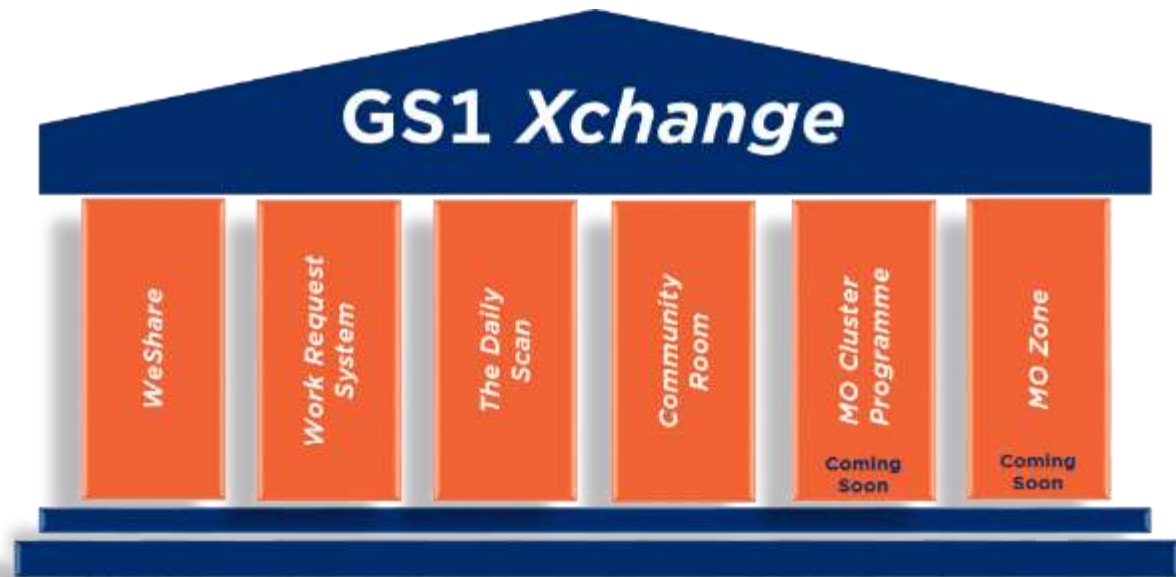 GS1 Xchange
WeShare
Work Request
System
The Daily
Scan
Community
Room
MO Cluster
Programme
Coming
Soon
MO Zone
Coming
Soon